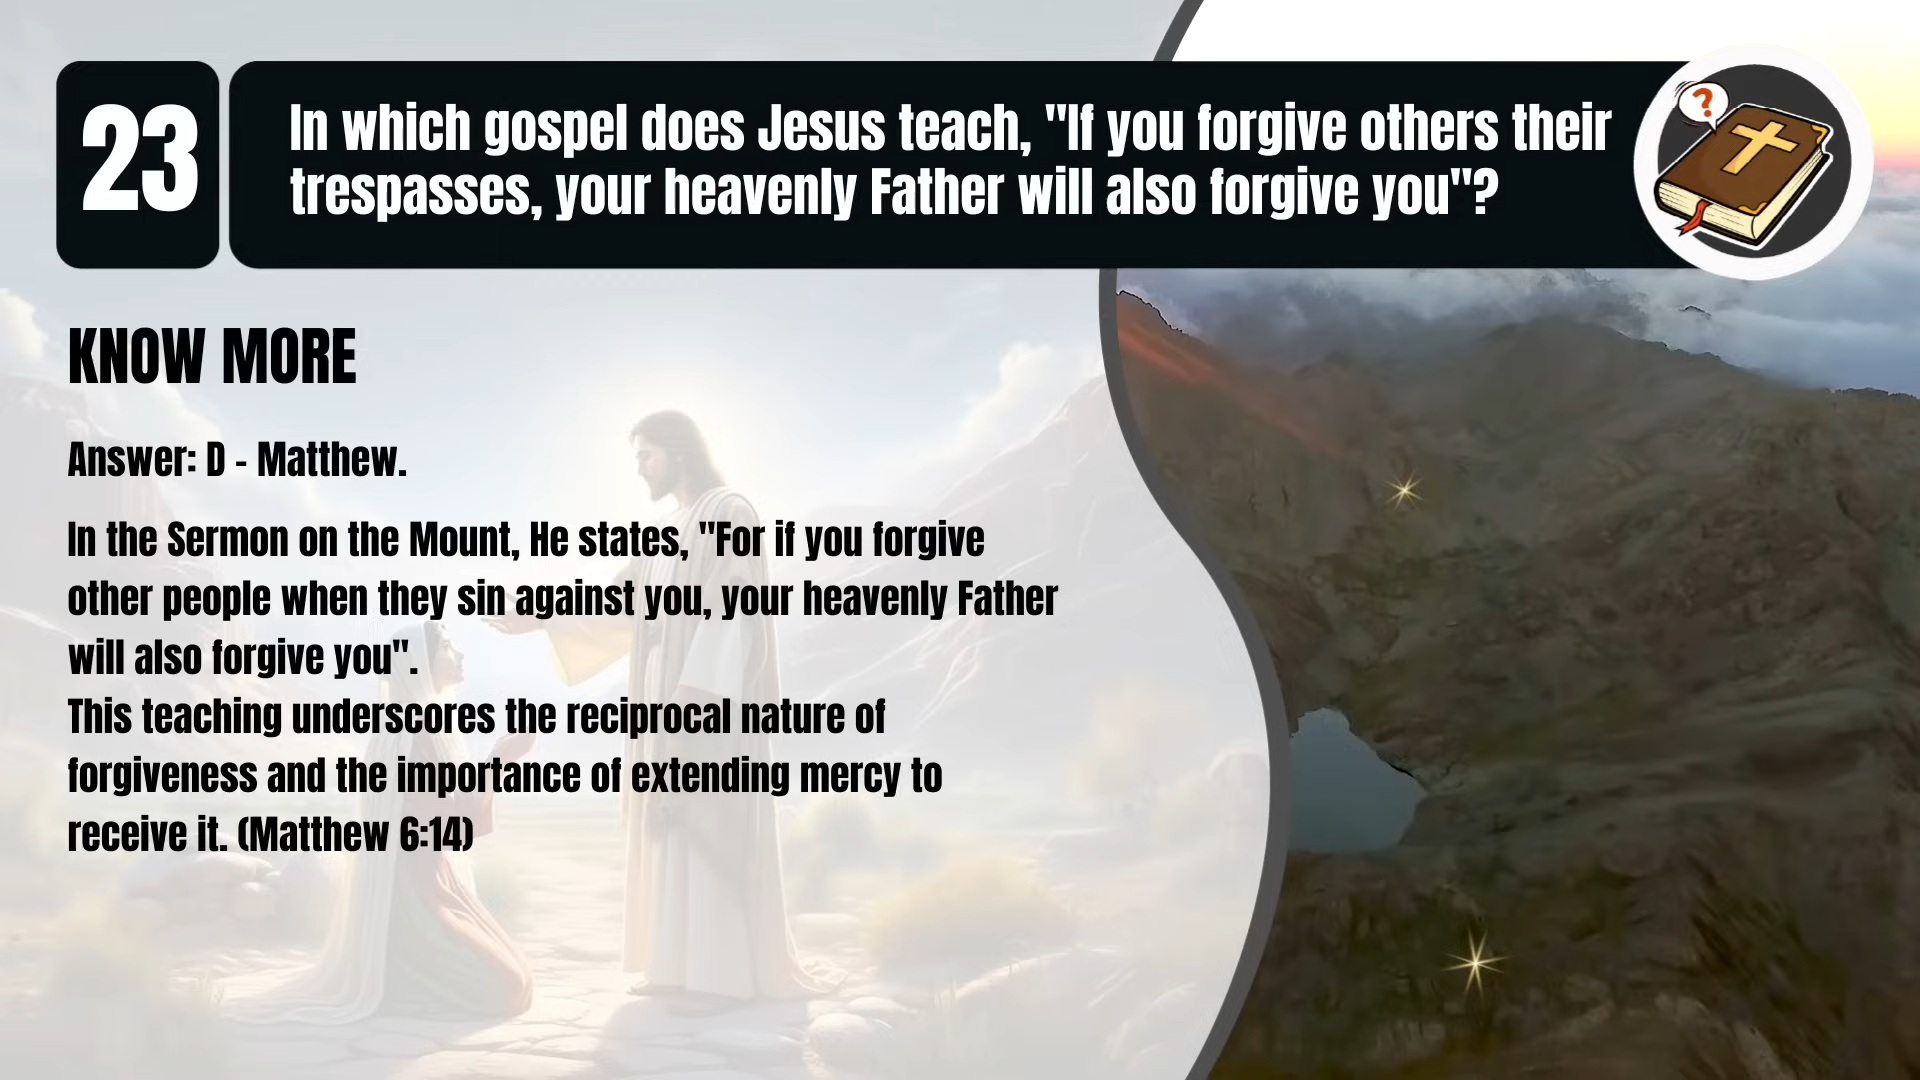 23
In which gospel does Jesus teach, "If you forgive others their
trespasses, your heavenly Father will also forgive you"?
?
KNOW MORE
Answer: D - Matthew.
In the Sermon on the Mount, He states, "For if you forgive
other people when they sin against you, your heavenly Father
will also forgive you".
This teaching underscores the reciprocal nature of
forgiveness and the importance of extending mercy to
receive it. (Matthew 6:14)